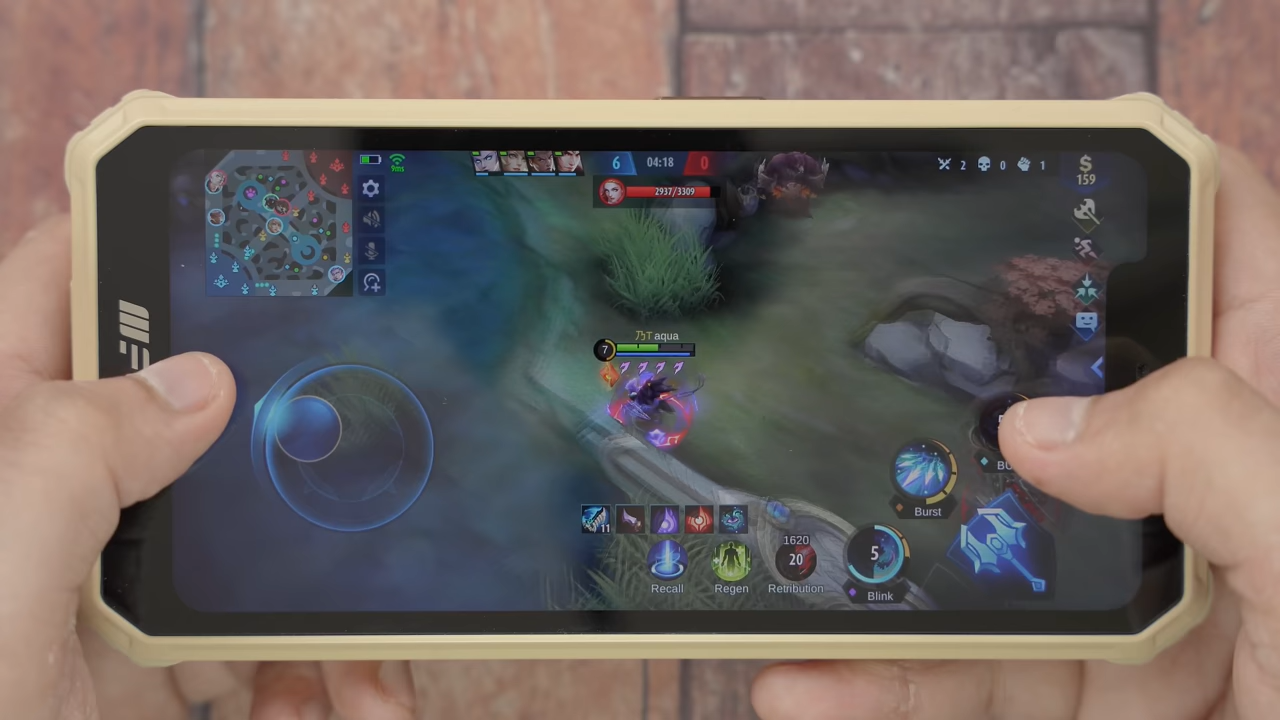 9ms
6 04:18 0
2 0 1
$
159
2937/3309
乃T aqua
7
11
1620
20
5
Burst
Recall Regen Retribution
Blink